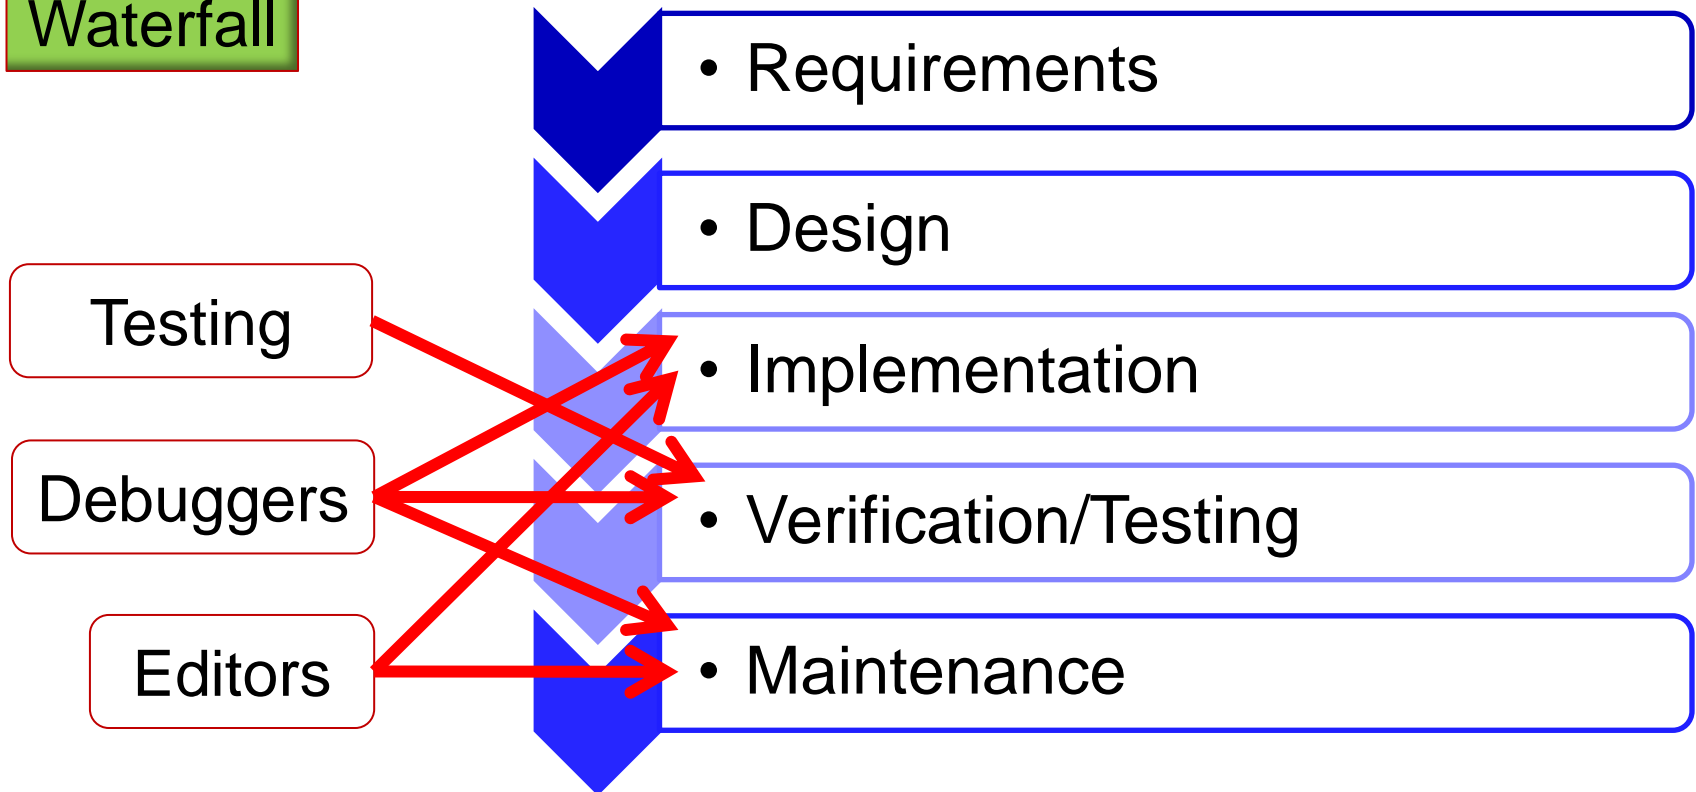 Waterfall
• Requirements
• Design
Testing
• Implementation
Debuggers
• Verification/Testing
Editors
• Maintenance